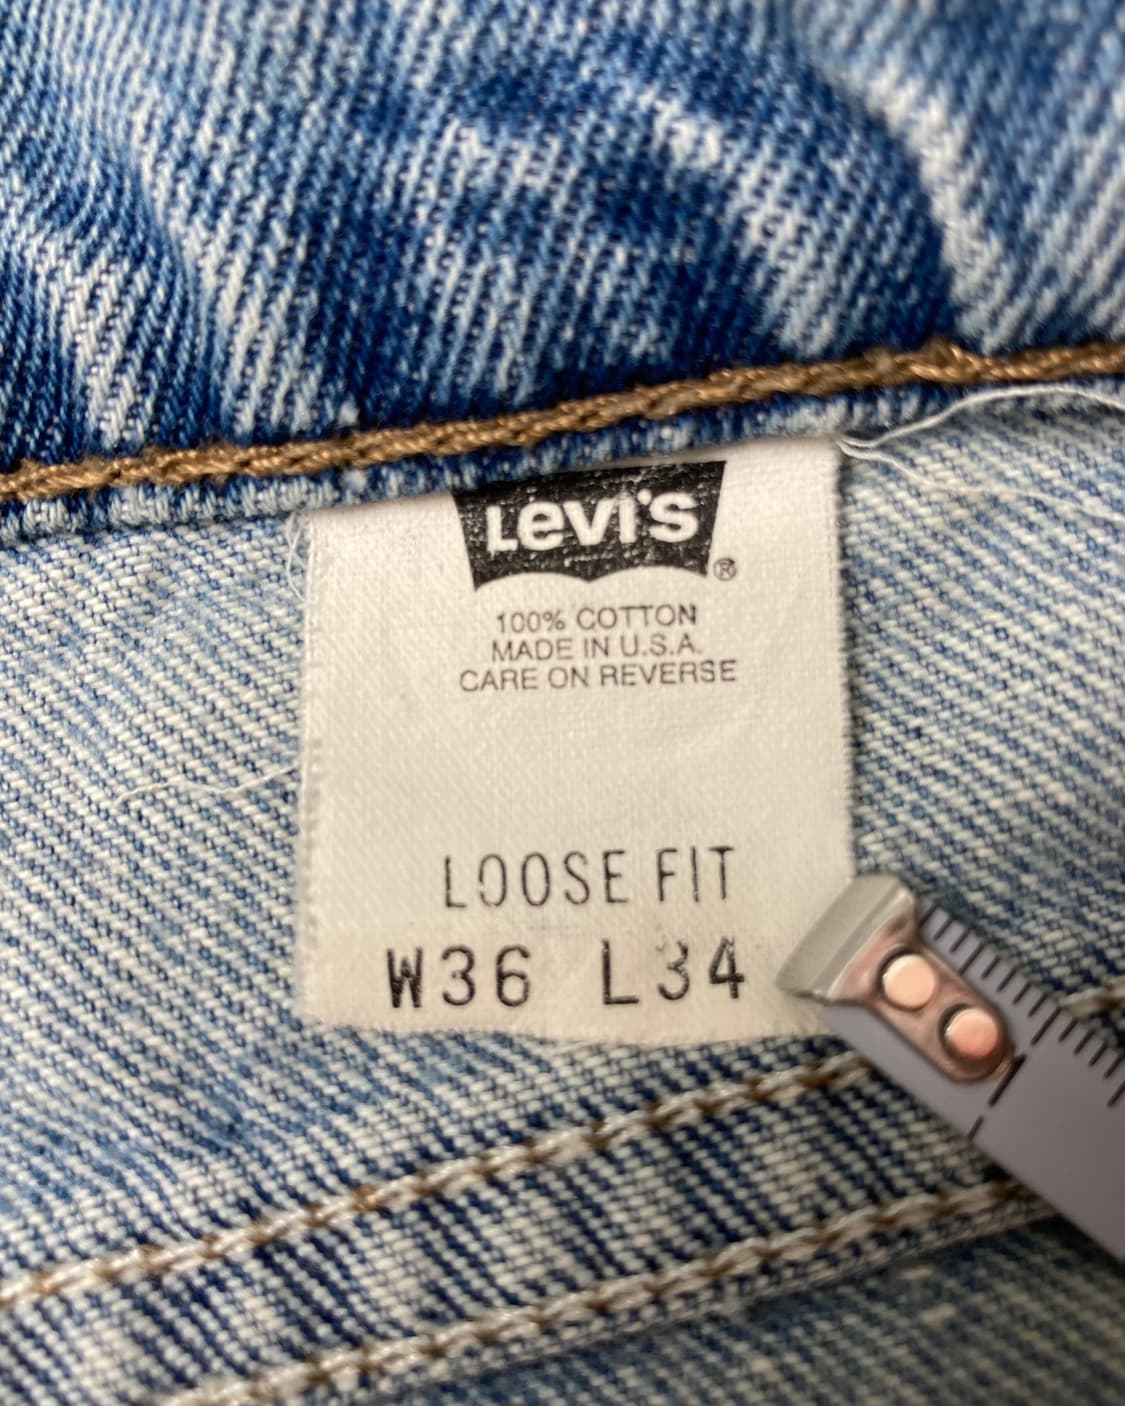 Levi's®
100% COTTON
MADE IN U.S.A.
CARE ON REVERSE
LOOSE FIT
W36 L34